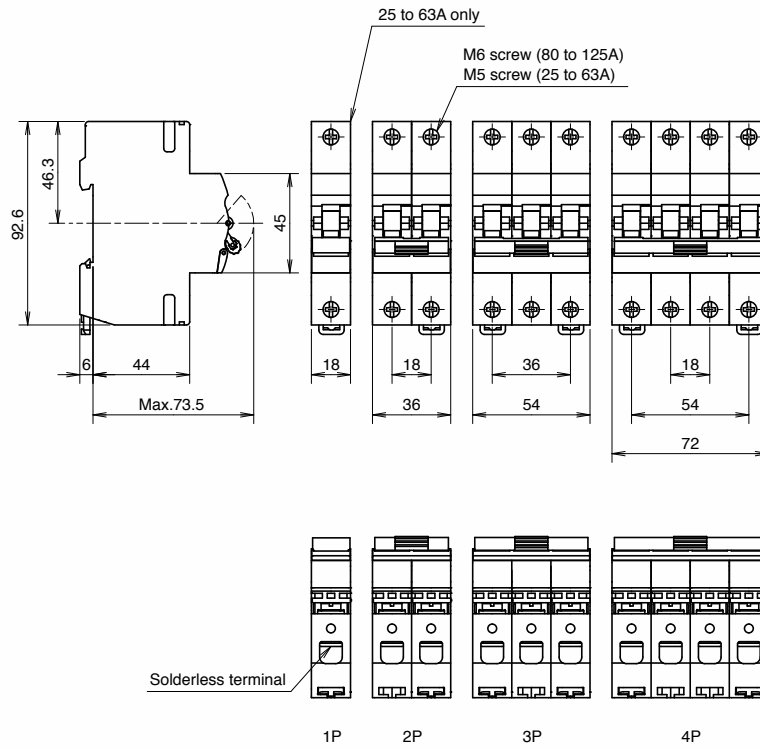 25 to 63A only
M6 screw (80 to 125A)
M5 screw (25 to 63A)
46.3
92.6
45
6
44
18
18
36
18
Max.73.5
36
54
54
72
Solderless terminal
1P
2P
3P
4P